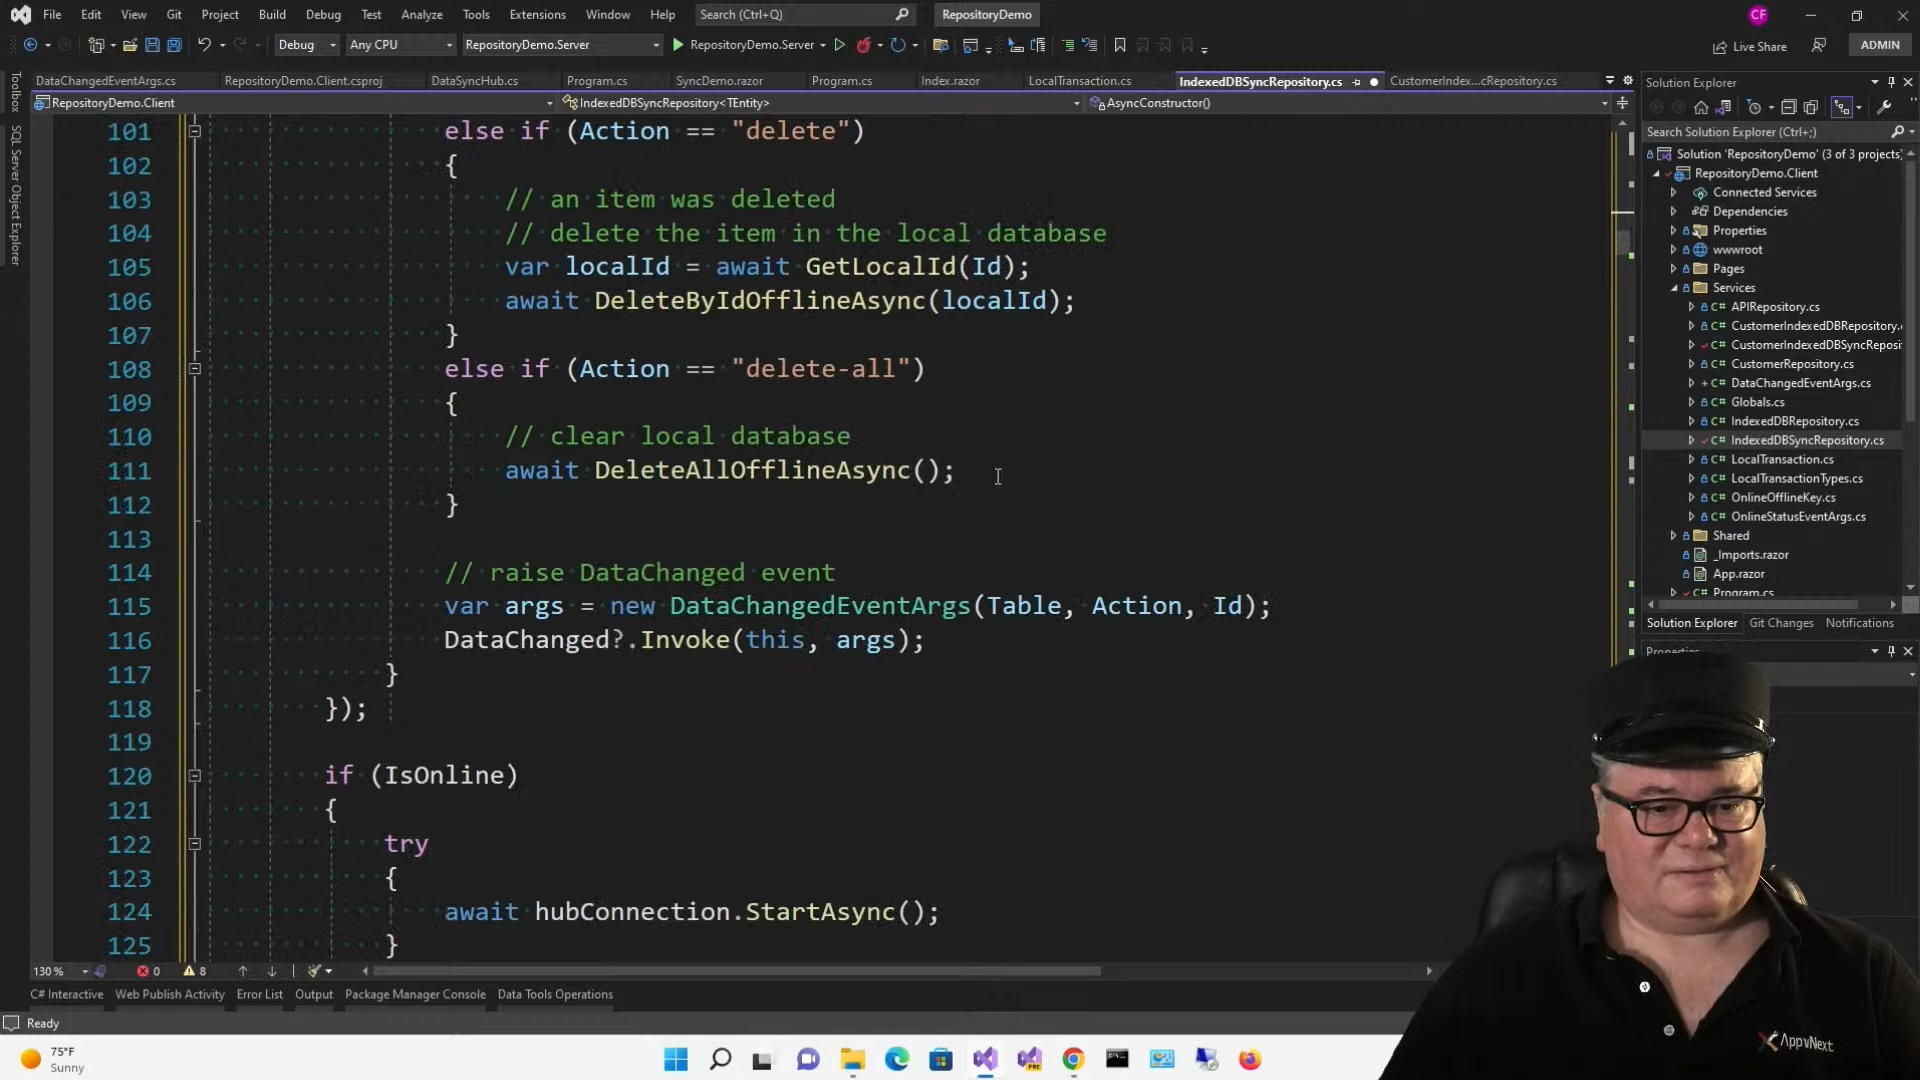 File Edit View Git Project Build Debug Test Analyze Tools Extensions Window Help Search (Ctrl+Q) RepositoryDemo CF
Debug Any CPU RepositoryDemo.Server RepositoryDemo.Server Live Share ADMIN
DataChangedEventArgs.cs RepositoryDemo.Client.csproj DataSyncHub.cs Program.cs SyncDemo.razor Program.cs Index.razor LocalTransaction.cs IndexedDBSyncRepository.cs CustomerIndex...cRepository.cs
RepositoryDemo.Client IndexedDBSyncRepository<TEntity> AsyncConstructor()
Toolbox
SQL Server Object Explorer
101 else if (Action == "delete")
102 {
103 // an item was deleted
104 // delete the item in the local database
105 var localId = await GetLocalId(Id);
106 await DeleteByIdOfflineAsync(localId);
107 }
108 else if (Action == "delete-all")
109 {
110 // clear local database
111 await DeleteAllOfflineAsync();
112 }
113
114 // raise DataChanged event
115 var args = new DataChangedEventArgs(Table, Action, Id);
116 DataChanged?.Invoke(this, args);
117 }
118 });
119
120 if (IsOnline)
121 {
122 try
123 {
124 await hubConnection.StartAsync();
125 }
130 % 0 8
C# Interactive Web Publish Activity Error List Output Package Manager Console Data Tools Operations
Ready
75°F
Sunny
Solution Explorer
Search Solution Explorer (Ctrl+;)
Solution 'RepositoryDemo' (3 of 3 projects)
RepositoryDemo.Client
Connected Services
Dependencies
Properties
wwwroot
Pages
Services
C# APIRepository.cs
C# CustomerIndexedDBRepository.
C# CustomerIndexedDBSyncReposi
C# CustomerRepository.cs
C# DataChangedEventArgs.cs
C# Globals.cs
C# IndexedDBRepository.cs
C# IndexedDBSyncRepository.cs
C# LocalTransaction.cs
C# LocalTransactionTypes.cs
C# OnlineOfflineKey.cs
C# OnlineStatusEventArgs.cs
Shared
_Imports.razor
App.razor
C# Program.cs
Solution Explorer Git Changes Notifications
Properties
AppvNext